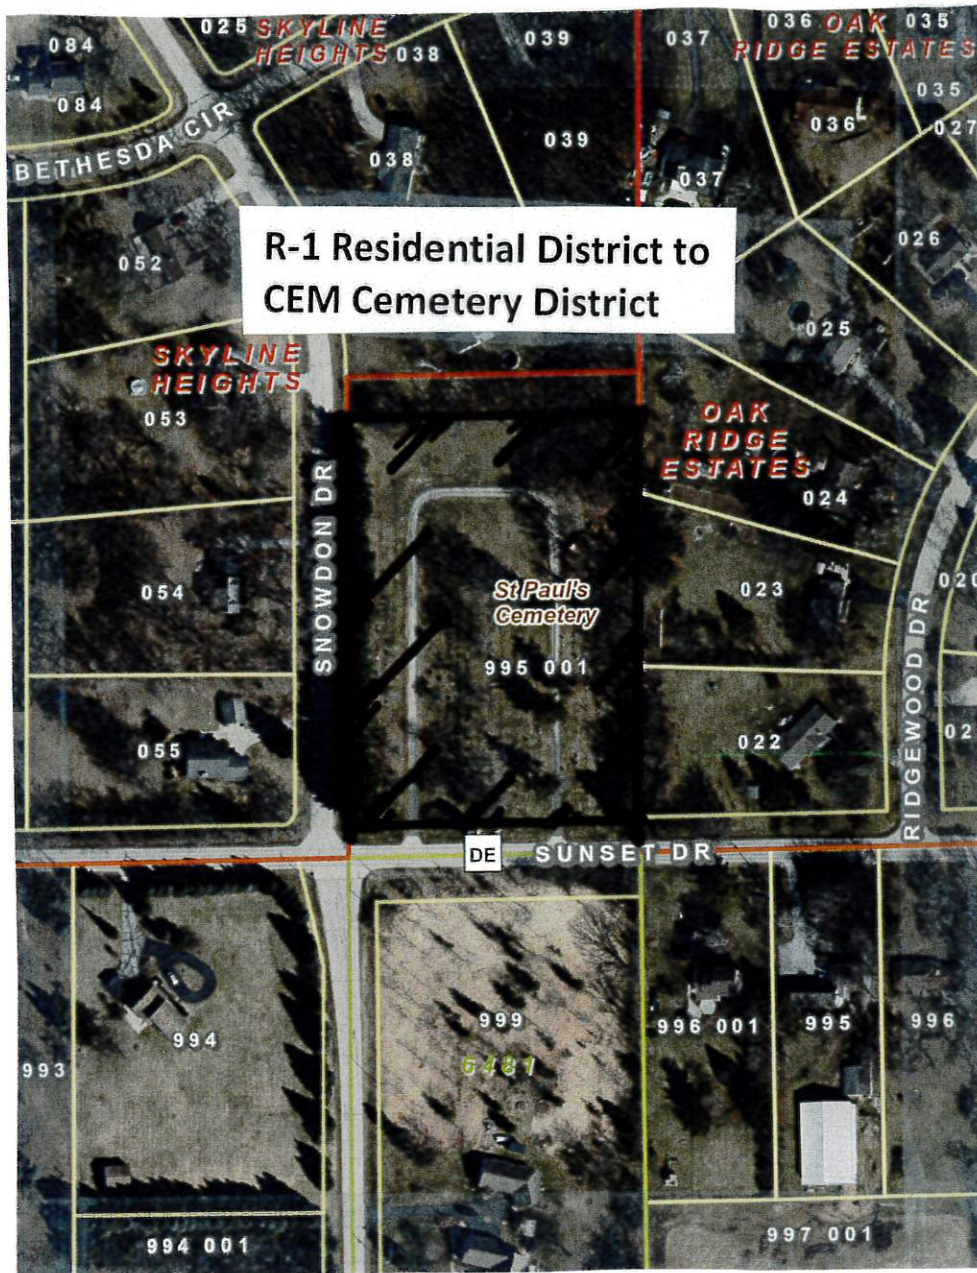 084
025
SKYLINE
HEIGHTS
038
039
037
036
OAK
RIDGE ESTATES
035
084
035
BETHESDA CIR
038
039
036
027
037
052
R-1 Residential District to
CEM Cemetery District
026
025
SKYLINE
HEIGHTS
053
OAK
RIDGE
ESTATES
024
SNOWDON DR
054
St Paul's
Cemetery
023
020
995 001
RIDGEWOOD DR
055
022
02
DE
SUNSET DR
999
994
996 001
995
996
993
6481
994 001
997 001